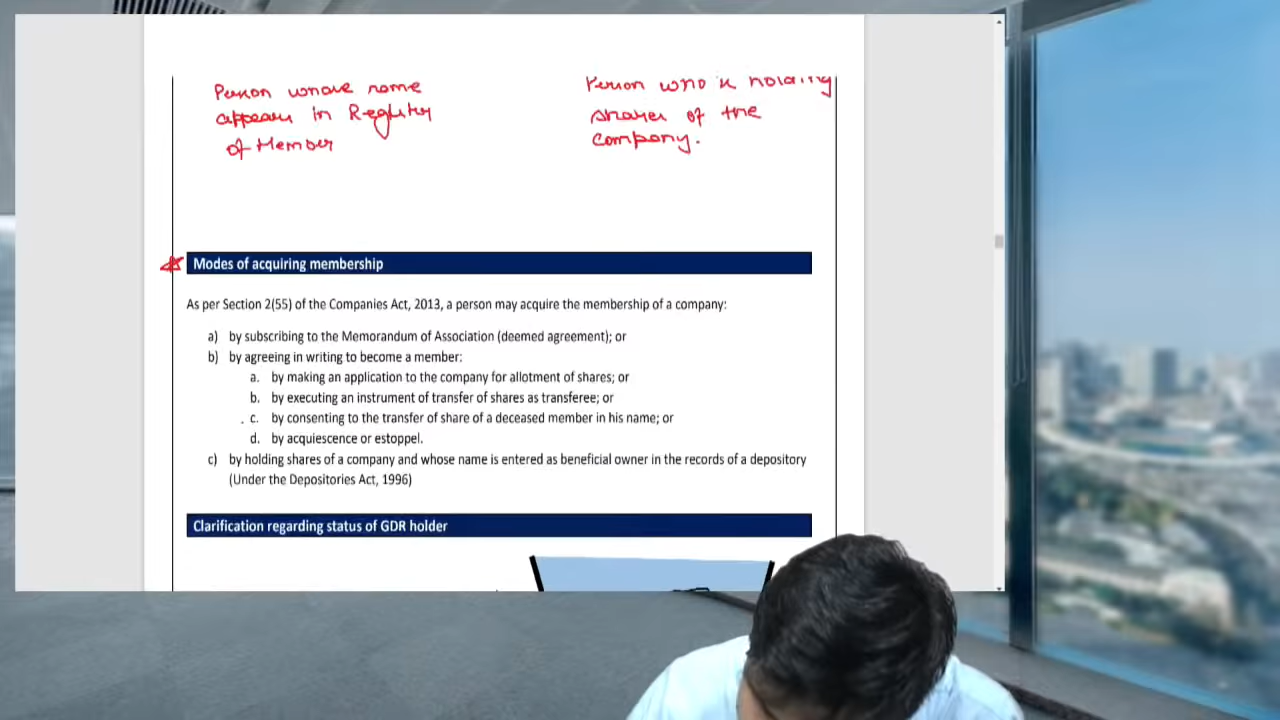 Person whose name
appears in Register
of Member
Person who is holding
shares of the
company.
Modes of acquiring membership
As per Section 2(55) of the Companies Act, 2013, a person may acquire the membership of a company:
a) by subscribing to the Memorandum of Association (deemed agreement); or
b) by agreeing in writing to become a member:
a. by making an application to the company for allotment of shares; or
b. by executing an instrument of transfer of shares as transferee; or
c. by consenting to the transfer of share of a deceased member in his name; or
d. by acquiescence or estoppel.
c) by holding shares of a company and whose name is entered as beneficial owner in the records of a depository
(Under the Depositories Act, 1996)
Clarification regarding status of GDR holder